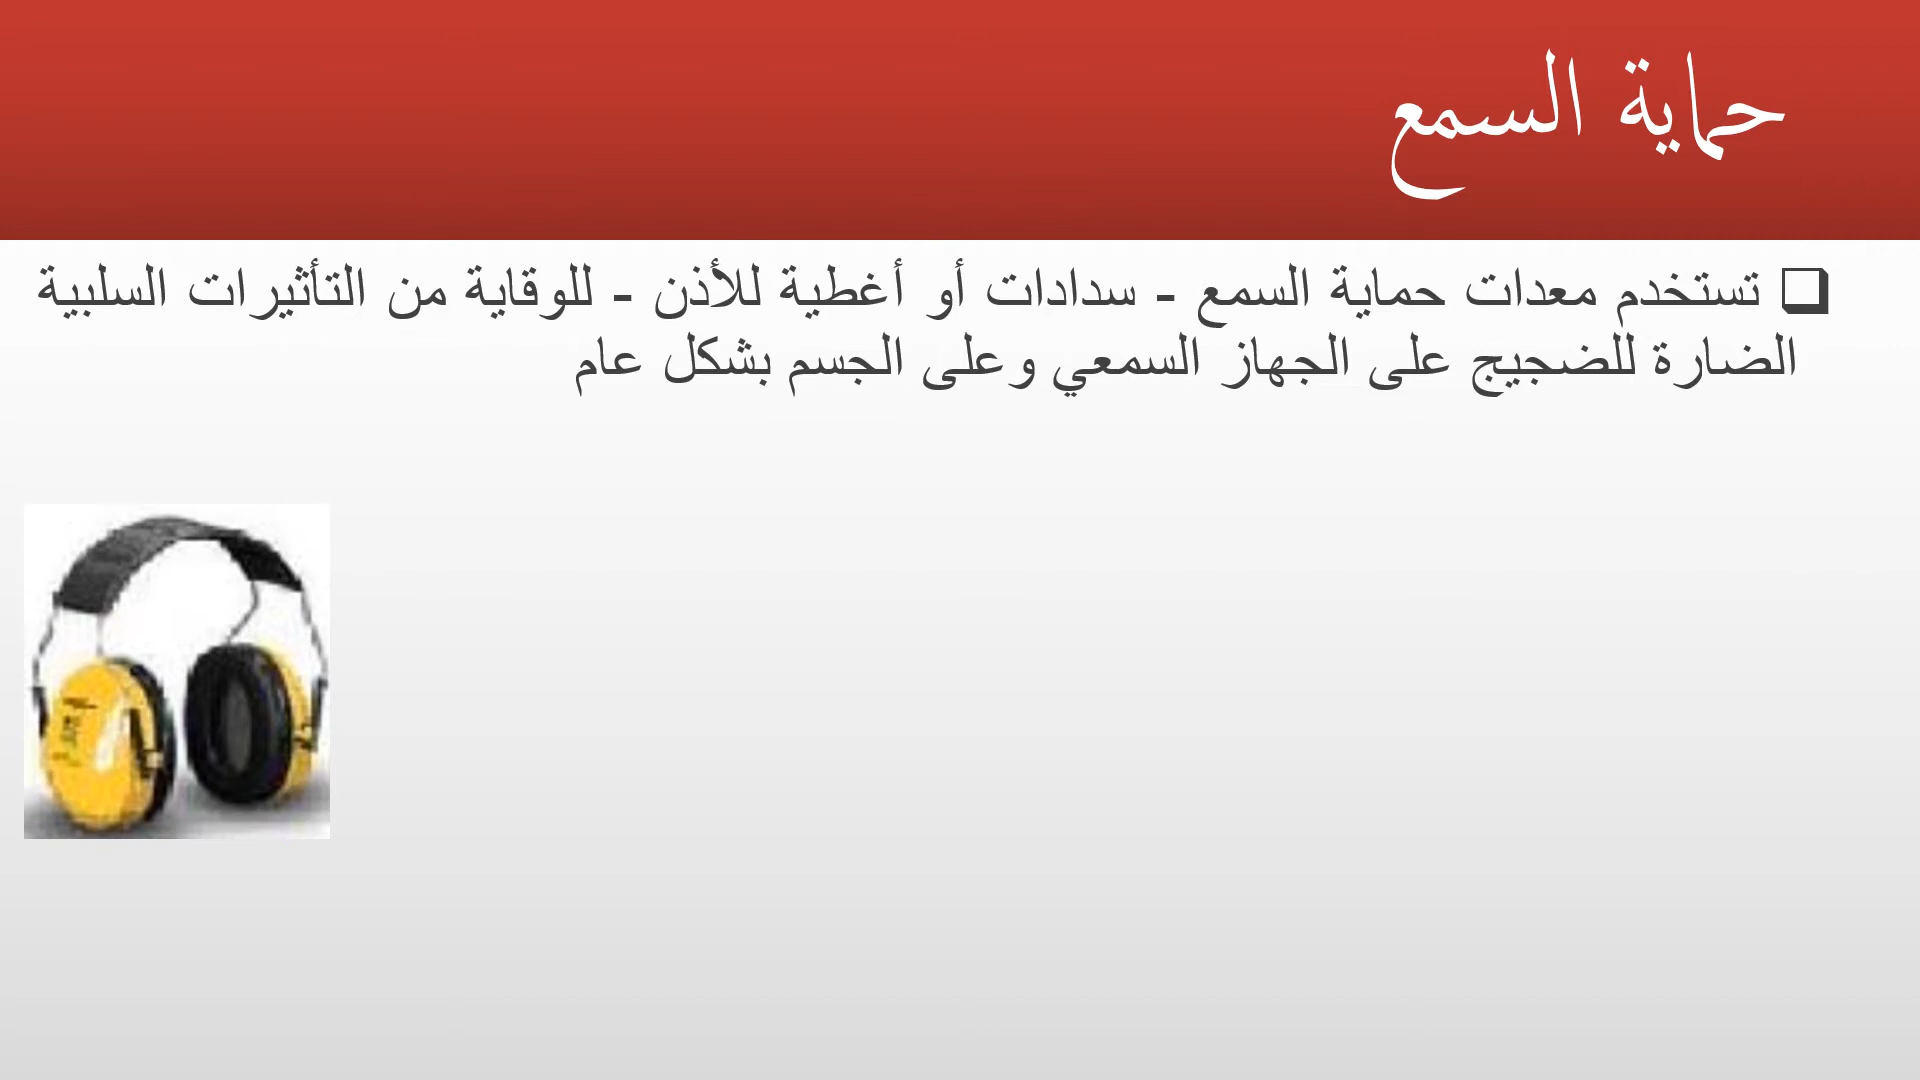 حماية السمع
❑ تستخدم معدات حماية السمع - سدادات أو أغطية للأذن - للوقاية من التأثيرات السلبية
الضارة للضجيج على الجهاز السمعي وعلى الجسم بشكل عام